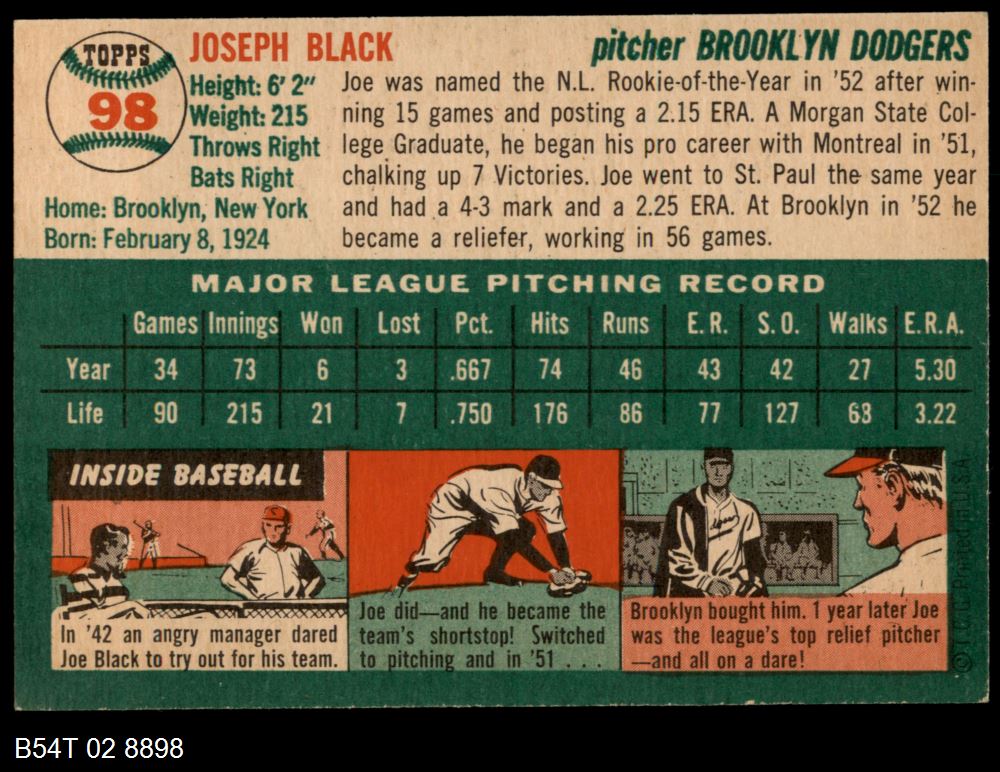 TOPPS
98
JOSEPH BLACK
pitcher BROOKLYN DODGERS
Height: 6' 2"
Weight: 215
Throws Right
Bats Right
Home: Brooklyn, New York
Born: February 8, 1924
Joe was named the N.L. Rookie-of-the-Year in '52 after win-
ning 15 games and posting a 2.15 ERA. A Morgan State Col-
lege Graduate, he began his pro career with Montreal in '51,
chalking up 7 Victories. Joe went to St. Paul the same year
and had a 4-3 mark and a 2.25 ERA. At Brooklyn in '52 he
became a reliefer, working in 56 games.
MAJOR LEAGUE PITCHING RECORD
Games Innings Won Lost Pct. Hits Runs E.R. S.O. Walks E.R.A.
Year 34 73 6 3 .667 74 46 43 42 27 5.30
Life 90 215 21 7 .750 176 86 77 127 63 3.22
INSIDE BASEBALL
In '42 an angry manager dared
Joe Black to try out for his team.
Joe did—and he became the
team's shortstop! Switched
to pitching and in '51 . . .
Dodgers
Brooklyn bought him. 1 year later Joe
was the league's top relief pitcher
—and all on a dare!
© T.C.G. Printed in U.S.A.
B54T 02 8898